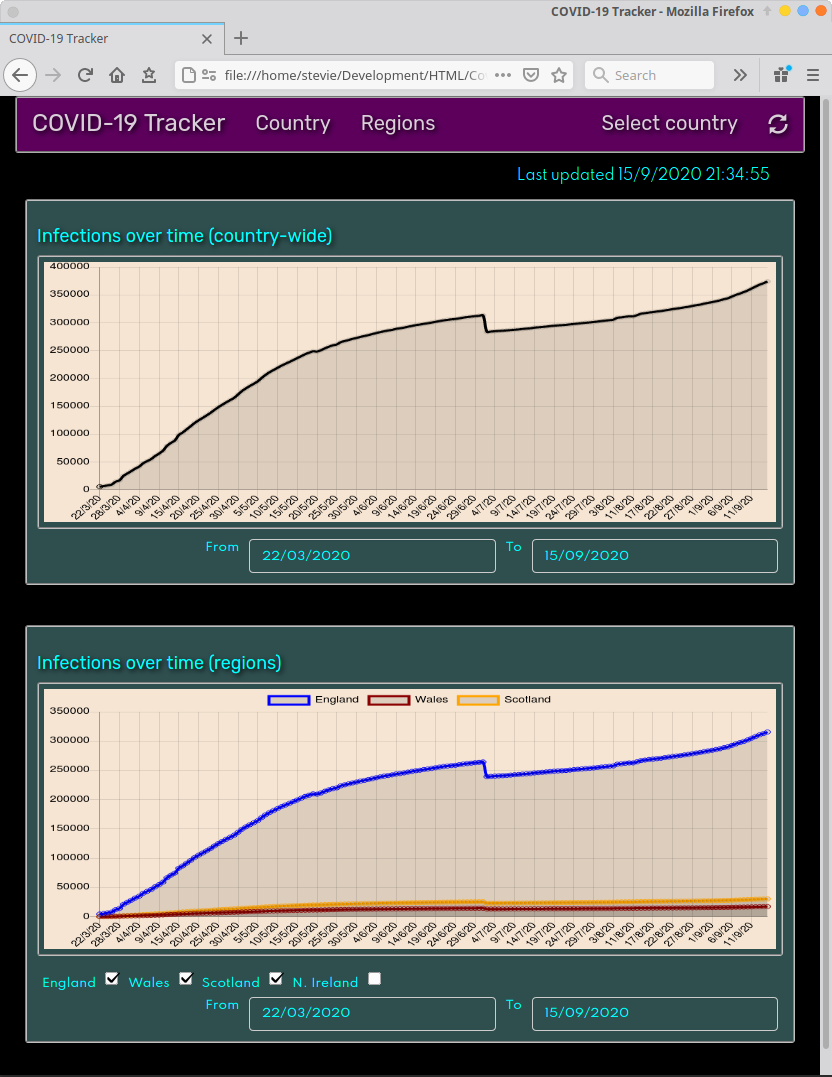 COVID-19 Tracker - Mozilla Firefox
COVID-19 Tracker
file:///home/stevie/Development/HTML/Co
Search
COVID-19 Tracker Country Regions Select country
Last updated 15/9/2020 21:34:55
Infections over time (country-wide)
400000
350000
300000
250000
200000
150000
100000
50000
0
22/3/20 28/3/20 4/4/20 9/4/20 15/4/20 20/4/20 25/4/20 30/4/20 5/5/20 10/5/20 15/5/20 20/5/20 25/5/20 30/5/20 4/6/20 9/6/20 14/6/20 19/6/20 24/6/20 29/6/20 4/7/20 9/7/20 14/7/20 19/7/20 24/7/20 29/7/20 3/8/20 11/8/20 17/8/20 22/8/20 27/8/20 1/9/20 6/9/20 11/9/20
From 22/03/2020 To 15/09/2020
Infections over time (regions)
England Wales Scotland
350000
300000
250000
200000
150000
100000
50000
0
22/3/20 28/3/20 4/4/20 9/4/20 15/4/20 20/4/20 25/4/20 30/4/20 5/5/20 10/5/20 15/5/20 20/5/20 25/5/20 30/5/20 4/6/20 9/6/20 14/6/20 19/6/20 24/6/20 29/6/20 4/7/20 9/7/20 14/7/20 19/7/20 24/7/20 29/7/20 3/8/20 11/8/20 17/8/20 22/8/20 27/8/20 1/9/20 6/9/20 11/9/20
England Wales Scotland N. Ireland
From 22/03/2020 To 15/09/2020